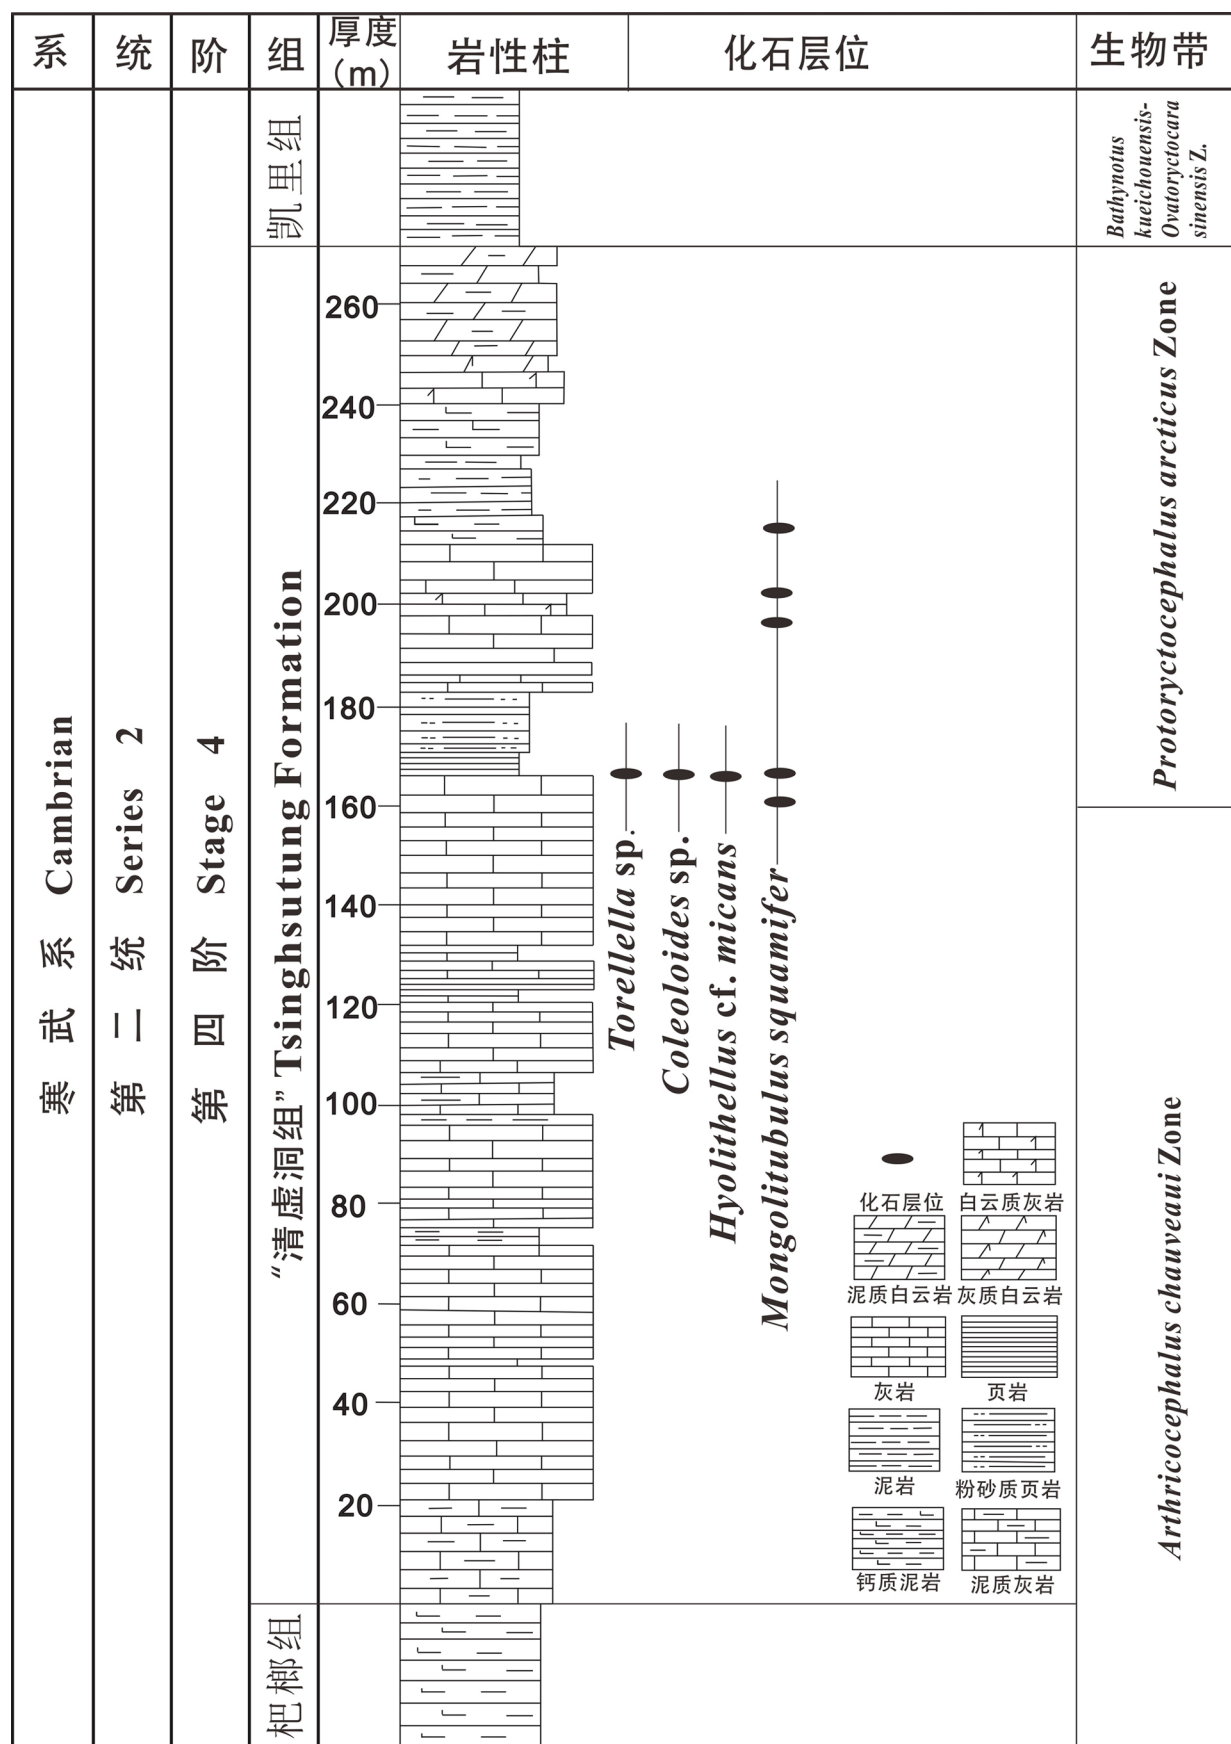 系
统
阶
组
厚度
(m)
岩性柱
化石层位
生物带
寒武系 Cambrian
第二统 Series 2
第四阶 Stage 4
凯里组
“清虚洞组” Tsinghsutung Formation
杷榔组
260
240
220
200
180
160
140
120
100
80
60
40
20
Torellella sp.
Coleoloides sp.
Hyolithellus cf. micans
Mongolitubulus squamifer
化石层位
白云质灰岩
泥质白云岩
灰质白云岩
灰岩
页岩
泥岩
粉砂质页岩
钙质泥岩
泥质灰岩
Bathynotus
kueichouensis-
Ovatoryctocara
sinensis Z.
Protoryctocephalus arcticus Zone
Arthricocephalus chauveaui Zone